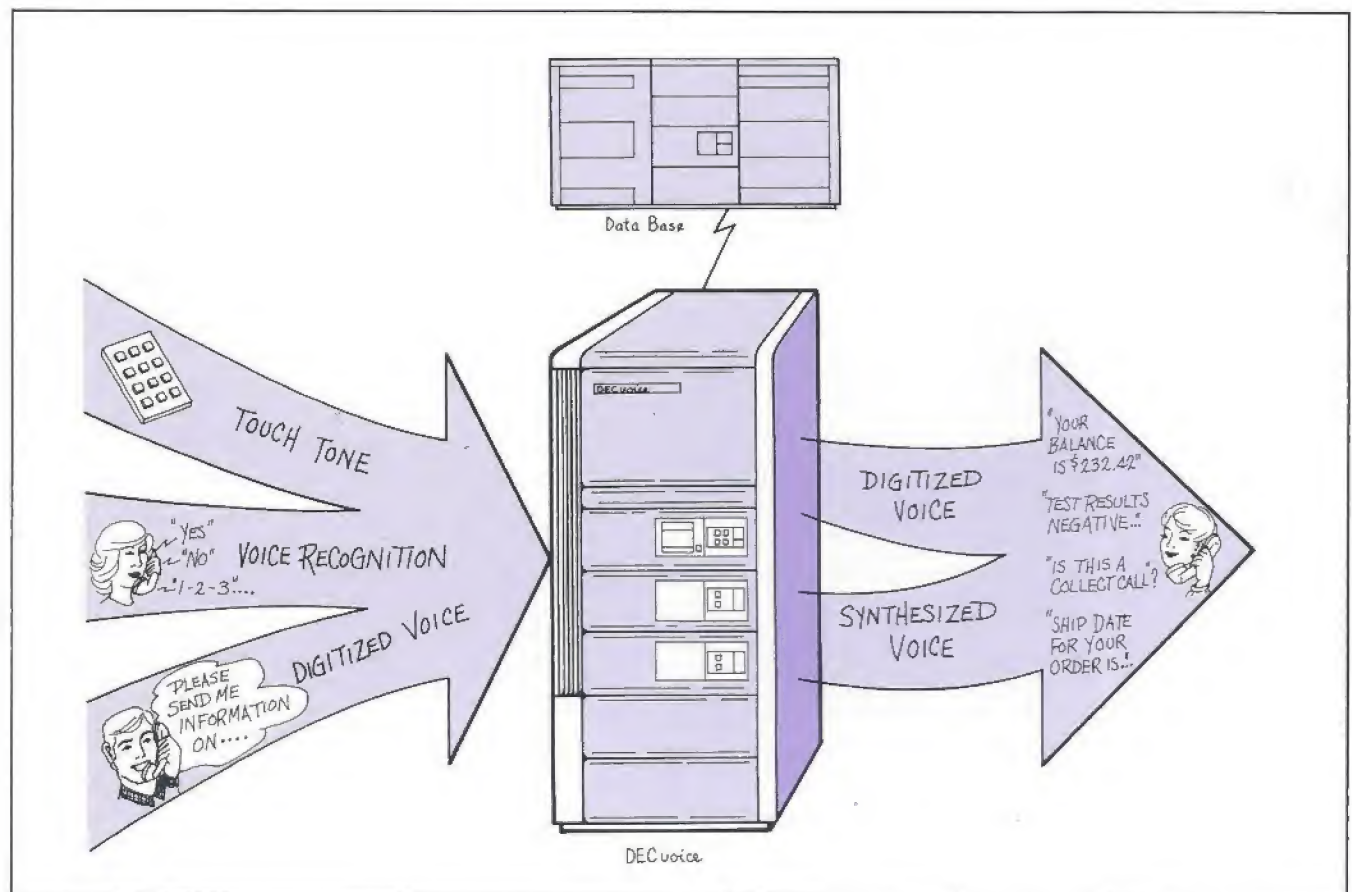 Data Base
DECvoice
TOUCH TONE
"YES"
"NO"
"1-2-3"....
VOICE RECOGNITION
DIGITIZED VOICE
PLEASE
SEND ME
INFORMATION
ON....
DIGITIZED
VOICE
SYNTHESIZED
VOICE
"YOUR
BALANCE
IS $232.42"
"TEST RESULTS
NEGATIVE..."
"IS THIS A
COLLECT CALL"?
"SHIP DATE
FOR YOUR
ORDER IS..."
DECvoice